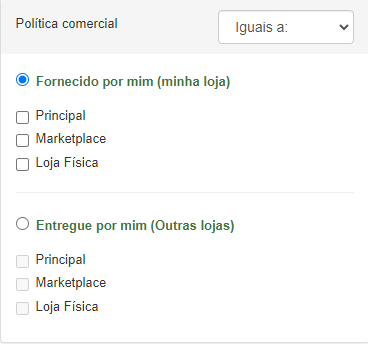 Política comercial
Iguais a:
Fornecido por mim (minha loja)
Principal
Marketplace
Loja Física
Entregue por mim (Outras lojas)
Principal
Marketplace
Loja Física